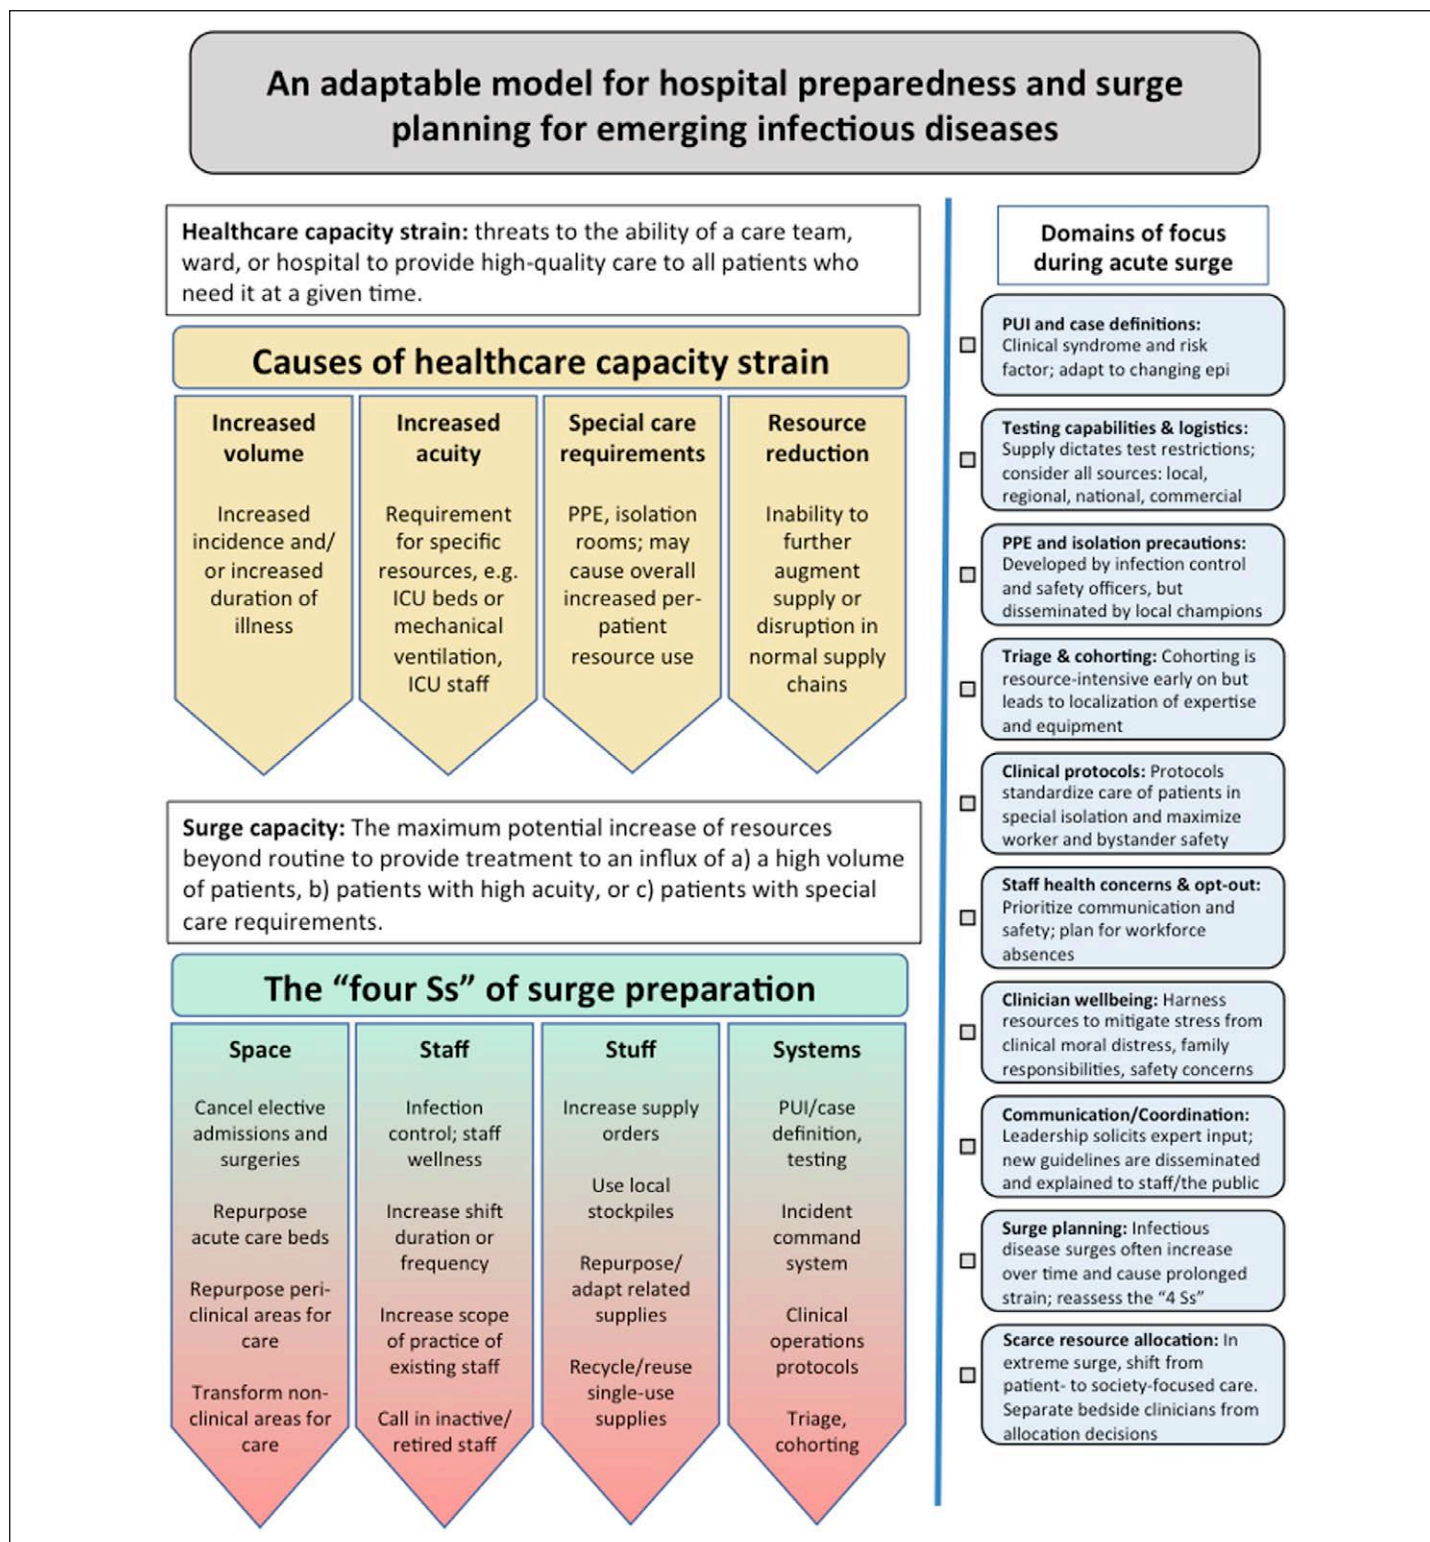 An adaptable model for hospital preparedness and surge
planning for emerging infectious diseases
Healthcare capacity strain: threats to the ability of a care team,
ward, or hospital to provide high-quality care to all patients who
need it at a given time.
Causes of healthcare capacity strain
Increased
volume
Increased
incidence and/
or increased
duration of
illness
Increased
acuity
Requirement
for specific
resources, e.g.
ICU beds or
mechanical
ventilation,
ICU staff
Special care
requirements
PPE, isolation
rooms; may
cause overall
increased per-
patient
resource use
Resource
reduction
Inability to
further
augment
supply or
disruption in
normal supply
chains
Surge capacity: The maximum potential increase of resources
beyond routine to provide treatment to an influx of a) a high volume
of patients, b) patients with high acuity, or c) patients with special
care requirements.
The “four Ss” of surge preparation
Space
Cancel elective
admissions and
surgeries
Repurpose
acute care beds
Repurpose peri-
clinical areas for
care
Transform non-
clinical areas for
care
Staff
Infection
control; staff
wellness
Increase shift
duration or
frequency
Increase scope
of practice of
existing staff
Call in inactive/
retired staff
Stuff
Increase supply
orders
Use local
stockpiles
Repurpose/
adapt related
supplies
Recycle/reuse
single-use
supplies
Systems
PUI/case
definition,
testing
Incident
command
system
Clinical
operations
protocols
Triage,
cohorting
Domains of focus
during acute surge
PUI and case definitions:
Clinical syndrome and risk
factor; adapt to changing epi
Testing capabilities & logistics:
Supply dictates test restrictions;
consider all sources: local,
regional, national, commercial
PPE and isolation precautions:
Developed by infection control
and safety officers, but
disseminated by local champions
Triage & cohorting: Cohorting is
resource-intensive early on but
leads to localization of expertise
and equipment
Clinical protocols: Protocols
standardize care of patients in
special isolation and maximize
worker and bystander safety
Staff health concerns & opt-out:
Prioritize communication and
safety; plan for workforce
absences
Clinician wellbeing: Harness
resources to mitigate stress from
clinical moral distress, family
responsibilities, safety concerns
Communication/Coordination:
Leadership solicits expert input;
new guidelines are disseminated
and explained to staff/the public
Surge planning: Infectious
disease surges often increase
over time and cause prolonged
strain; reassess the “4 Ss”
Scarce resource allocation: In
extreme surge, shift from
patient- to society-focused care.
Separate bedside clinicians from
allocation decisions